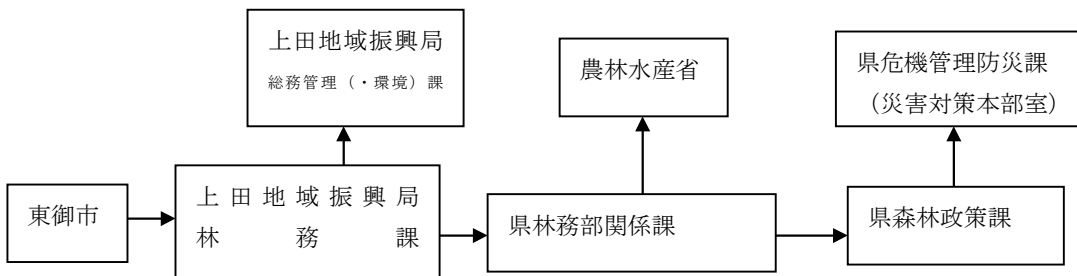 上田地域振興局
総務管理（・環境）課
農林水産省
県危機管理防災課
（災害対策本部室）
東御市
上田地域振興局
林務課
県林務部関係課
県森林政策課